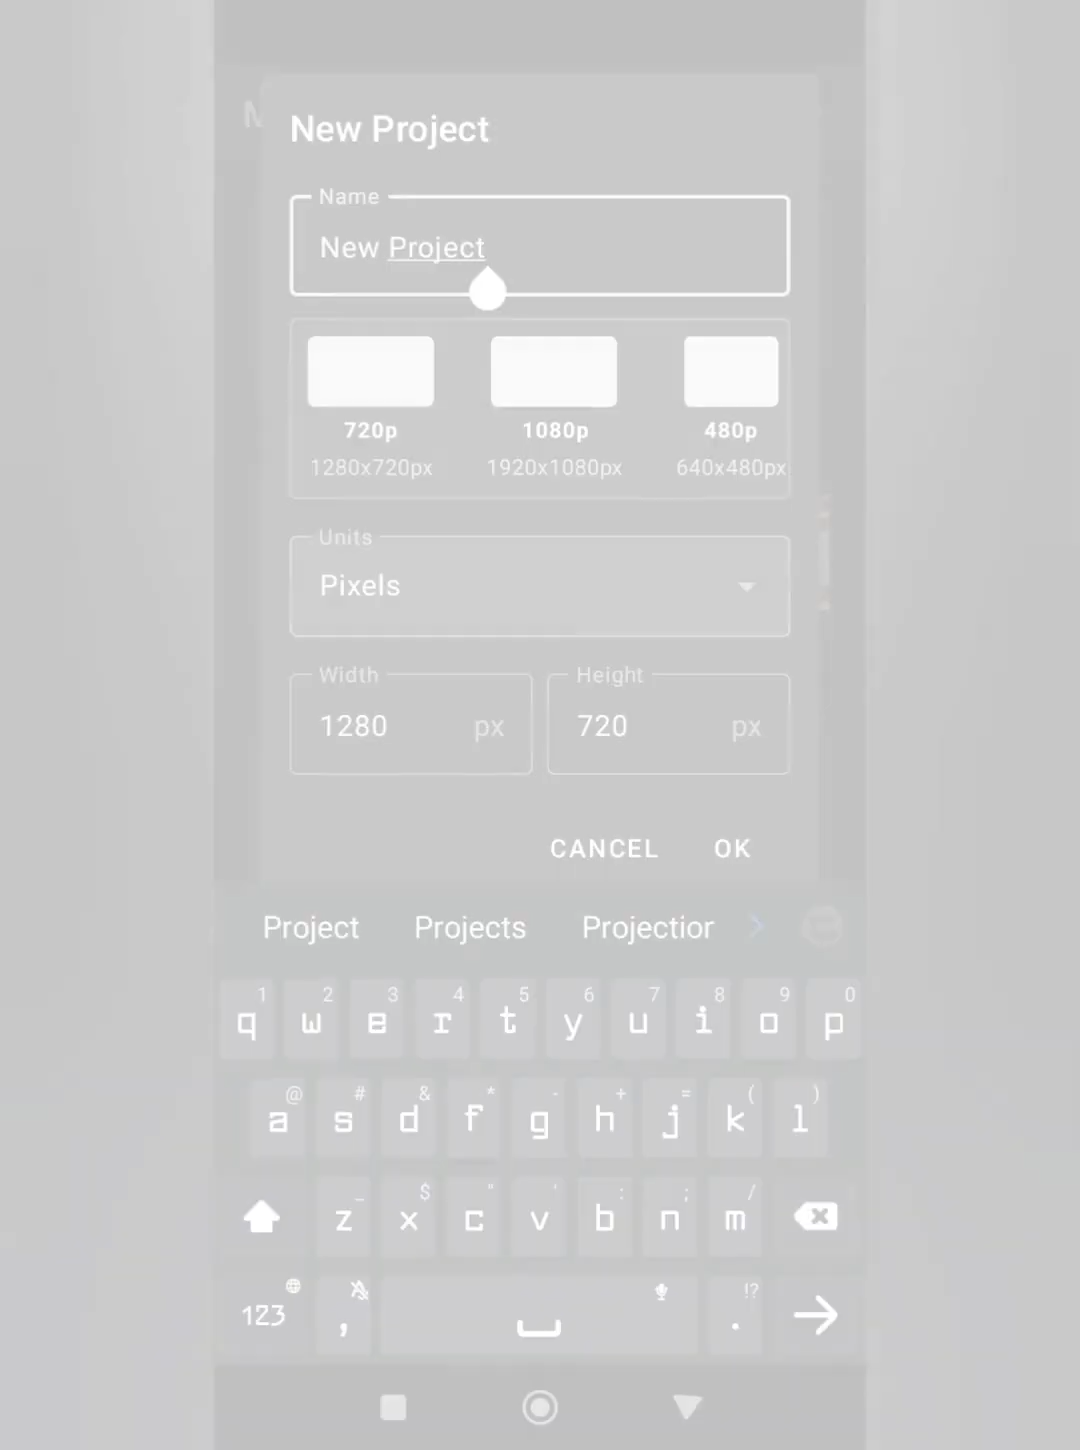 M
New Project
Name
New Project
720p 1080p 480p
1280x720px 1920x1080px 640x480px
Units
Pixels
Width Height
1280 px 720 px
CANCEL OK
Project Projects Projection
1 2 3 4 5 6 7 8 9 0
q w e r t y u i o p
@ # & * - + = ( )
a s d f g h j k l
_ $ " ' : ; /
z x c v b n m
123 , !? .